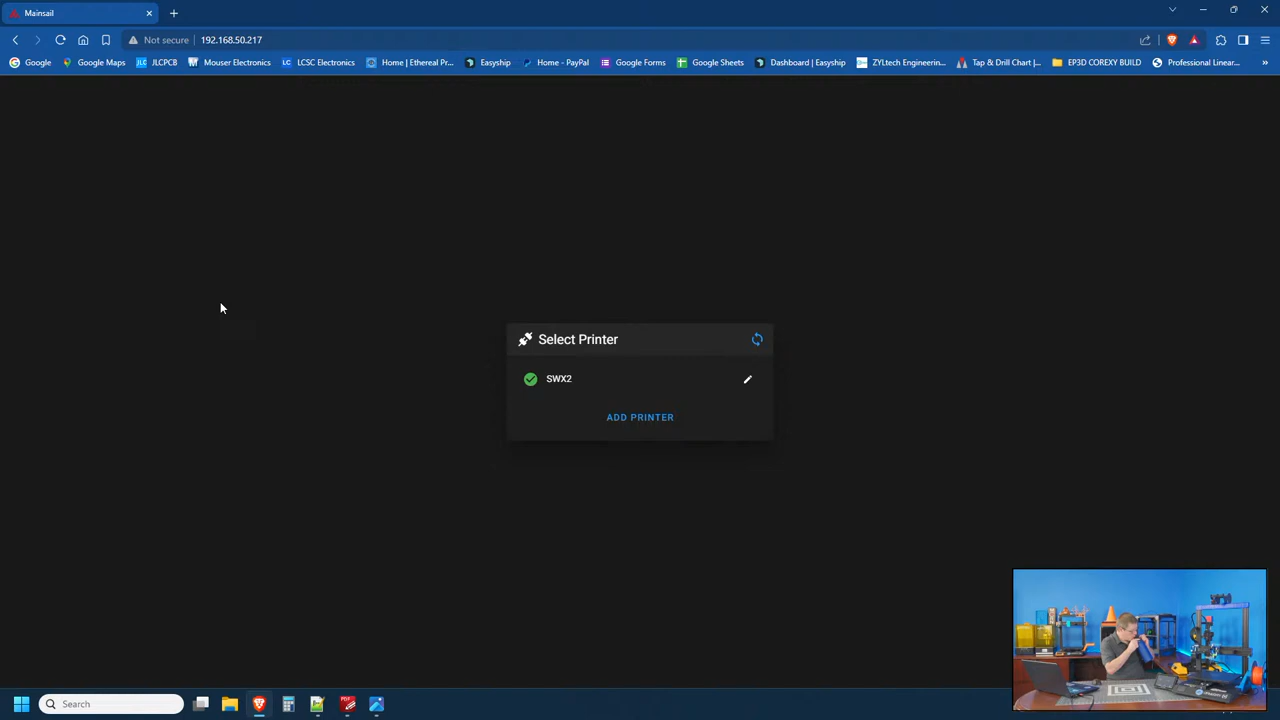 Mainsail
Not secure 192.168.50.217
Google Google Maps JLCPCB Mouser Electronics LCSC Electronics Home | Ethereal Pr... Easyship Home - PayPal Google Forms Google Sheets Dashboard | Easyship ZYLtech Engineerin... Tap & Drill Chart |... EP3D COREXY BUILD Professional Linear...
Select Printer
SWX2
ADD PRINTER
Search